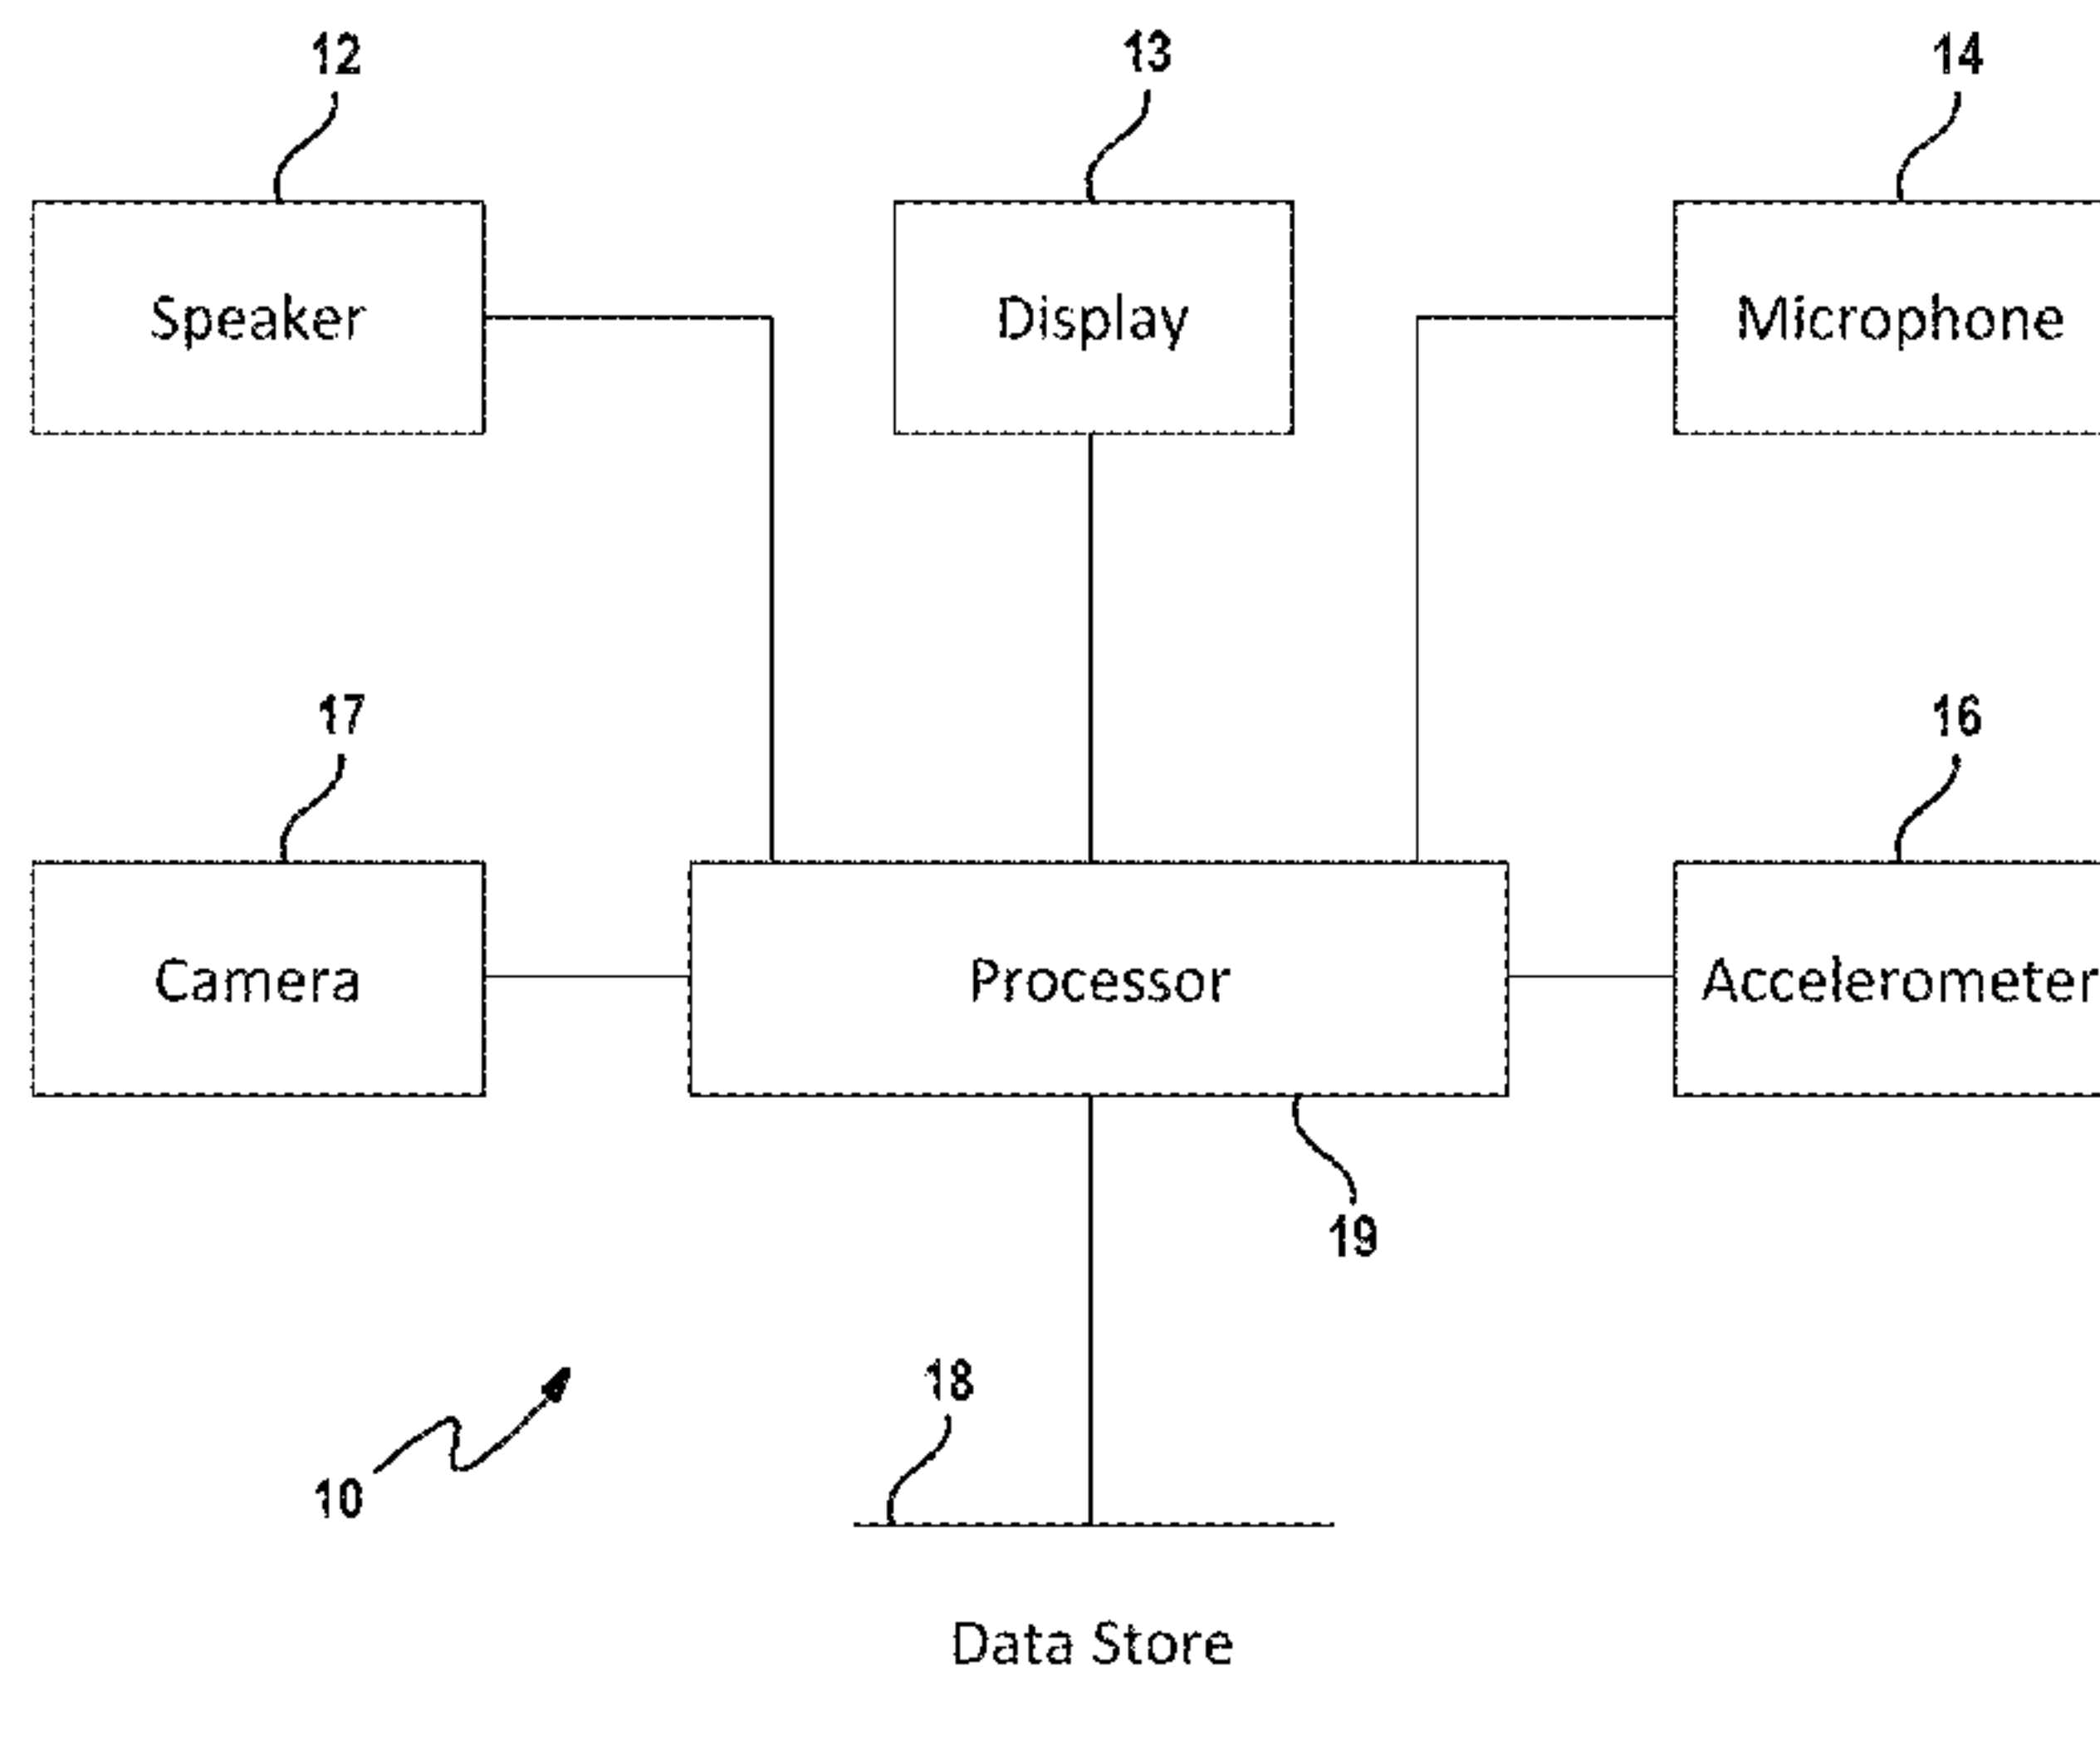 12
13
14
Speaker
Display
Microphone
17
16
Camera
Processor
Accelerometer
19
18
10
Data Store